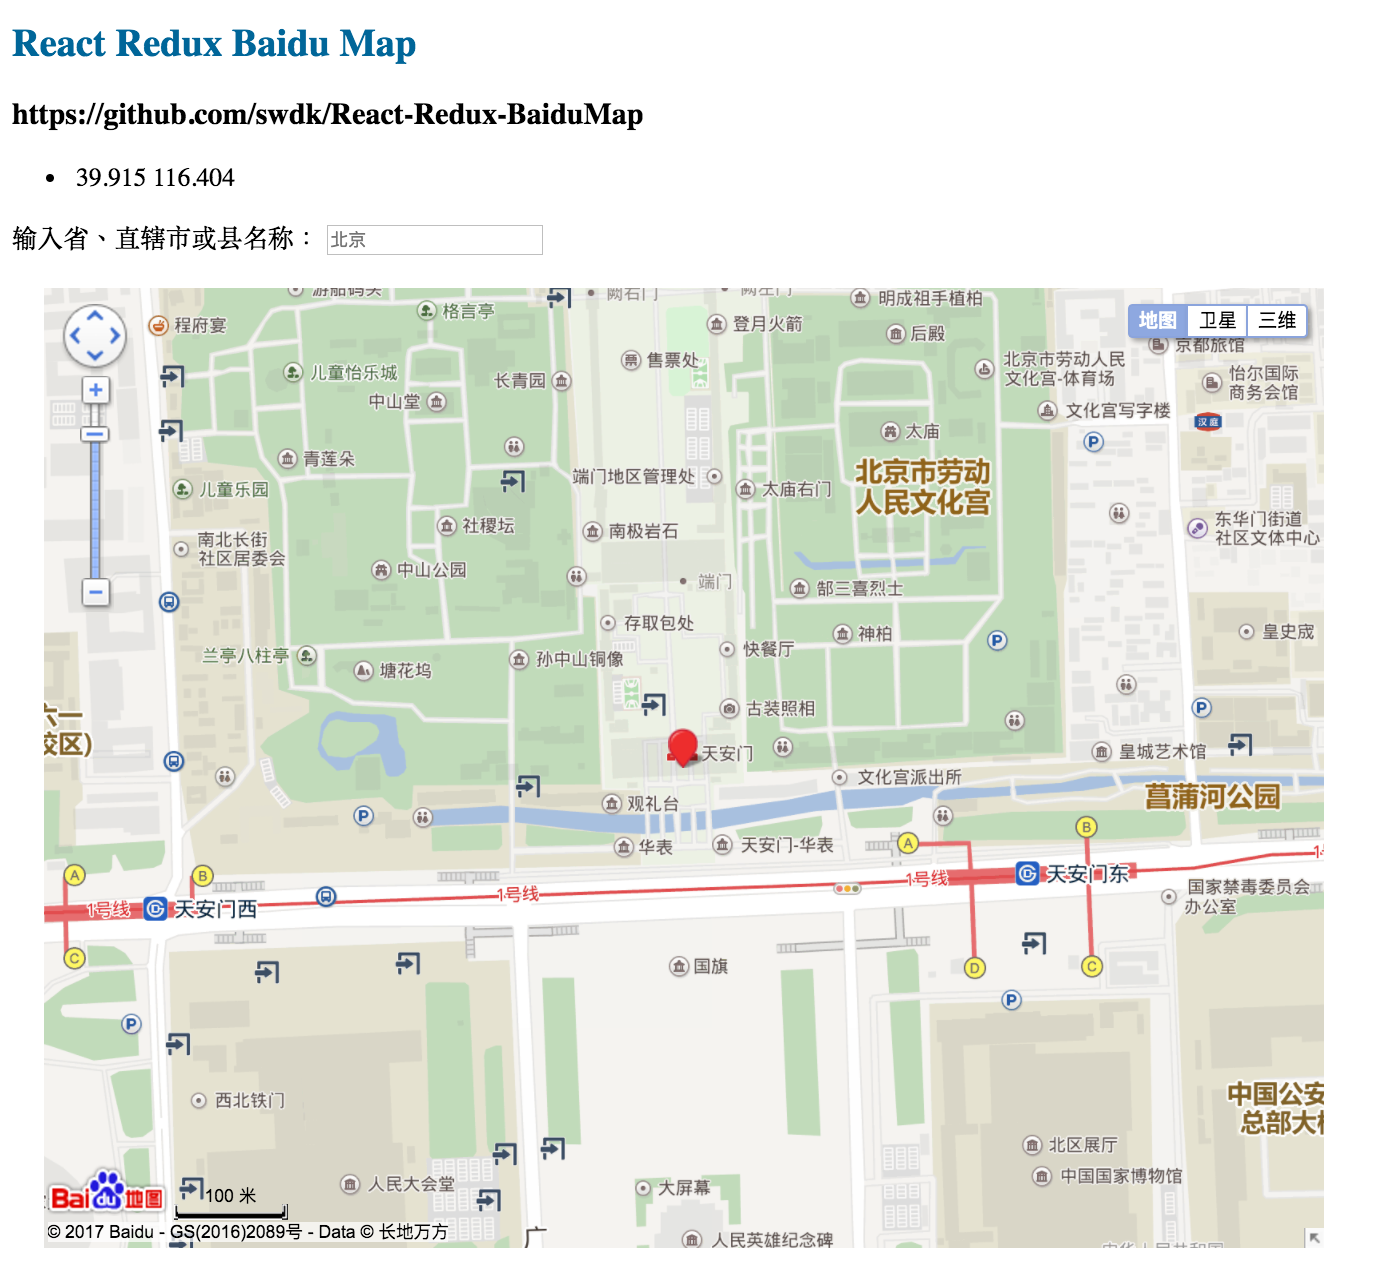 React Redux Baidu Map
https://github.com/swdk/React-Redux-BaiduMap
39.915 116.404
输入省、直辖市或县名称：
北京
格言亭
明成祖手植柏
地图 卫星 三维
程府宴
登月火箭
后殿
京都旅馆
售票处
北京市劳动人民
文化宫-体育场
儿童怡乐城
长青园
怡尔国际
商务会馆
中山堂
文化宫写字楼
汉庭
太庙
P
青莲朵
端门地区管理处
北京市劳动
人民文化宫
儿童乐园
太庙右门
社稷坛
南极岩石
东华门街道
社区文体中心
南北长街
社区居委会
中山公园
端门
郜三喜烈士
存取包处
神柏
P
皇史宬
兰亭八柱亭
孙中山铜像
快餐厅
塘花坞
古装照相
P
六一
校区)
天安门
皇城艺术馆
文化宫派出所
菖蒲河公园
观礼台
P
华表
天安门-华表
A
B
A
B
1号线
天安门东
1号线
1号线
天安门西
1号线
国家禁毒委员会
办公室
C
国旗
D
C
P
P
西北铁门
中国公安
总部大楼
北区展厅
人民大会堂
大屏幕
中国国家博物馆
Bai du 地图
100 米
© 2017 Baidu - GS(2016)2089号 - Data © 长地万方
人民英雄纪念碑